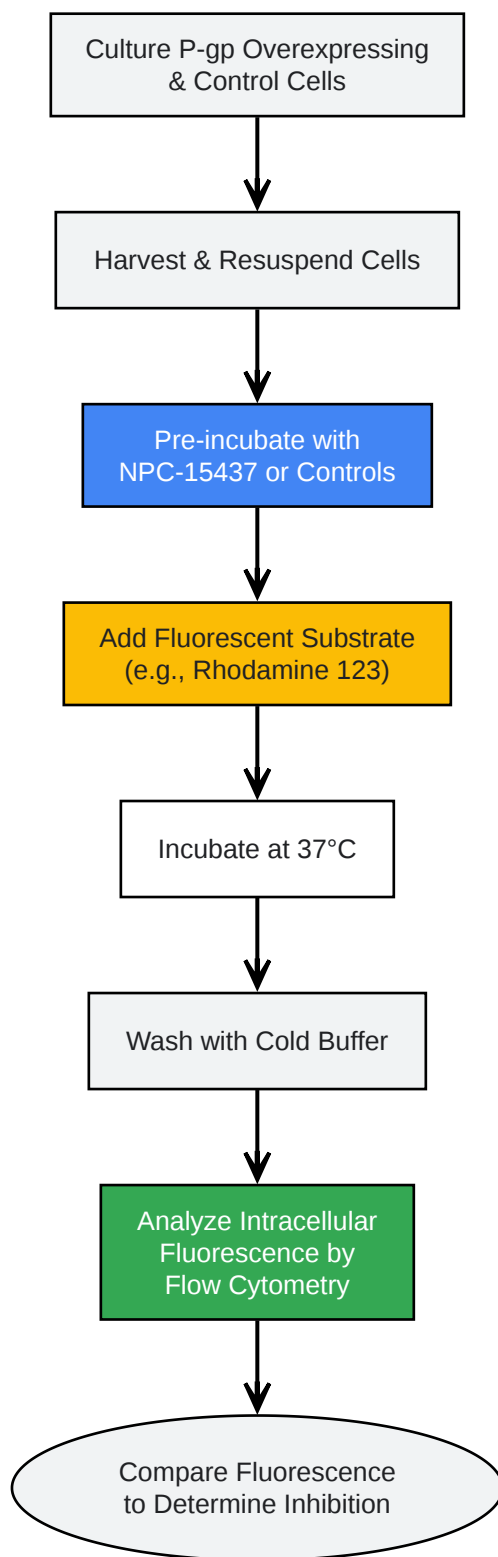 Culture P-gp Overexpressing
& Control Cells
Harvest & Resuspend Cells
Pre-incubate with
NPC-15437 or Controls
Add Fluorescent Substrate
(e.g., Rhodamine 123)
Incubate at 37°C
Wash with Cold Buffer
Analyze Intracellular
Fluorescence by
Flow Cytometry
Compare Fluorescence
to Determine Inhibition